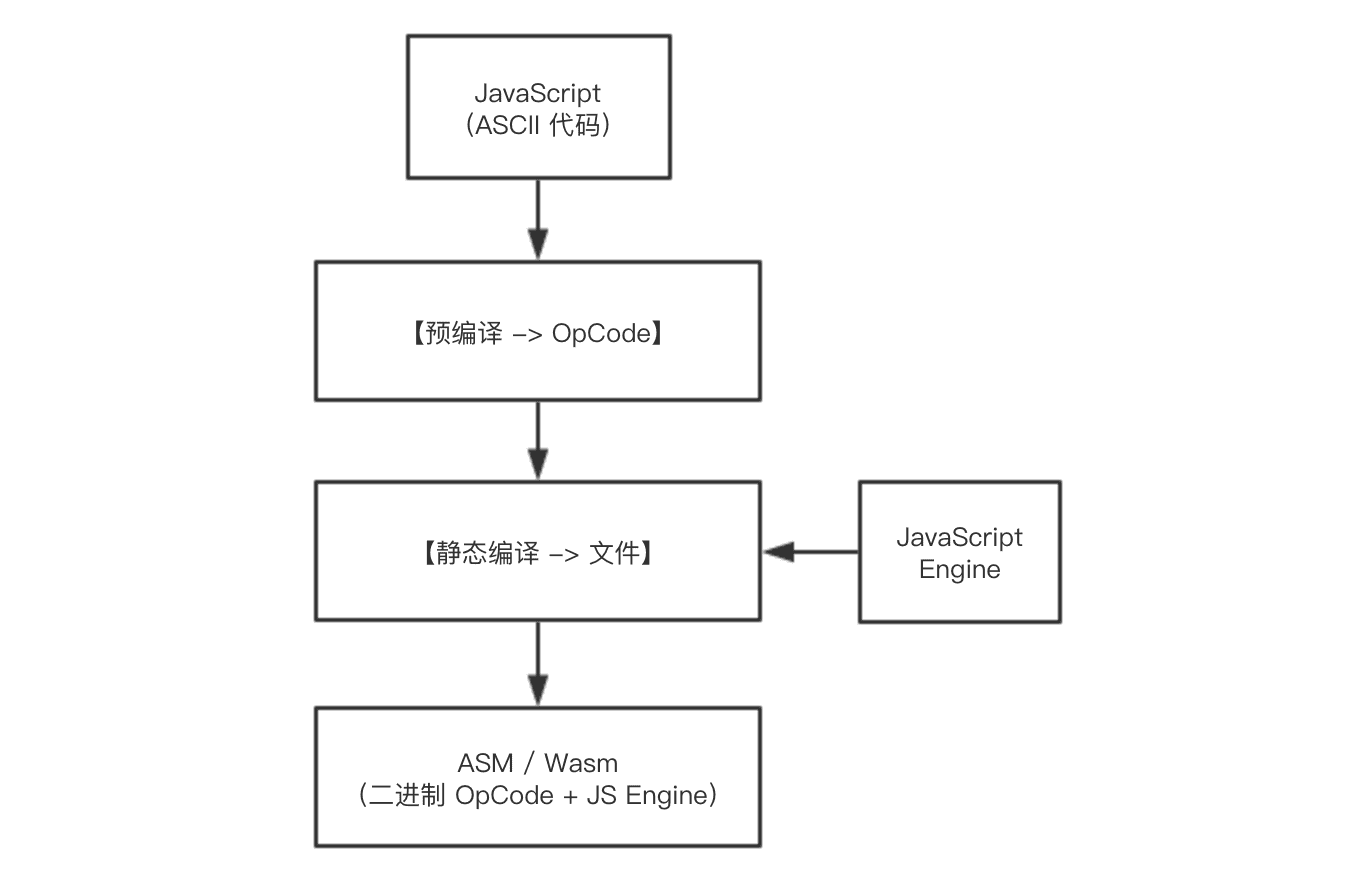 JavaScript
（ASCII 代码）
【预编译 -> OpCode】
【静态编译 -> 文件】
JavaScript
Engine
ASM / Wasm
（二进制 OpCode + JS Engine）